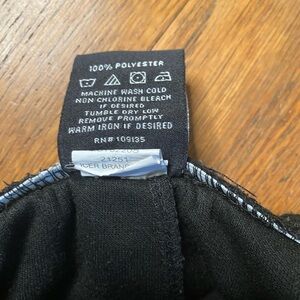 100% POLYESTER
MACHINE WASH COLD
NON CHLORINE BLEACH
IF DESIRED
TUMBLE DRY LOW
REMOVE PROMPTLY
WARM IRON IF DESIRED
RN# 109135
21251
BRAN